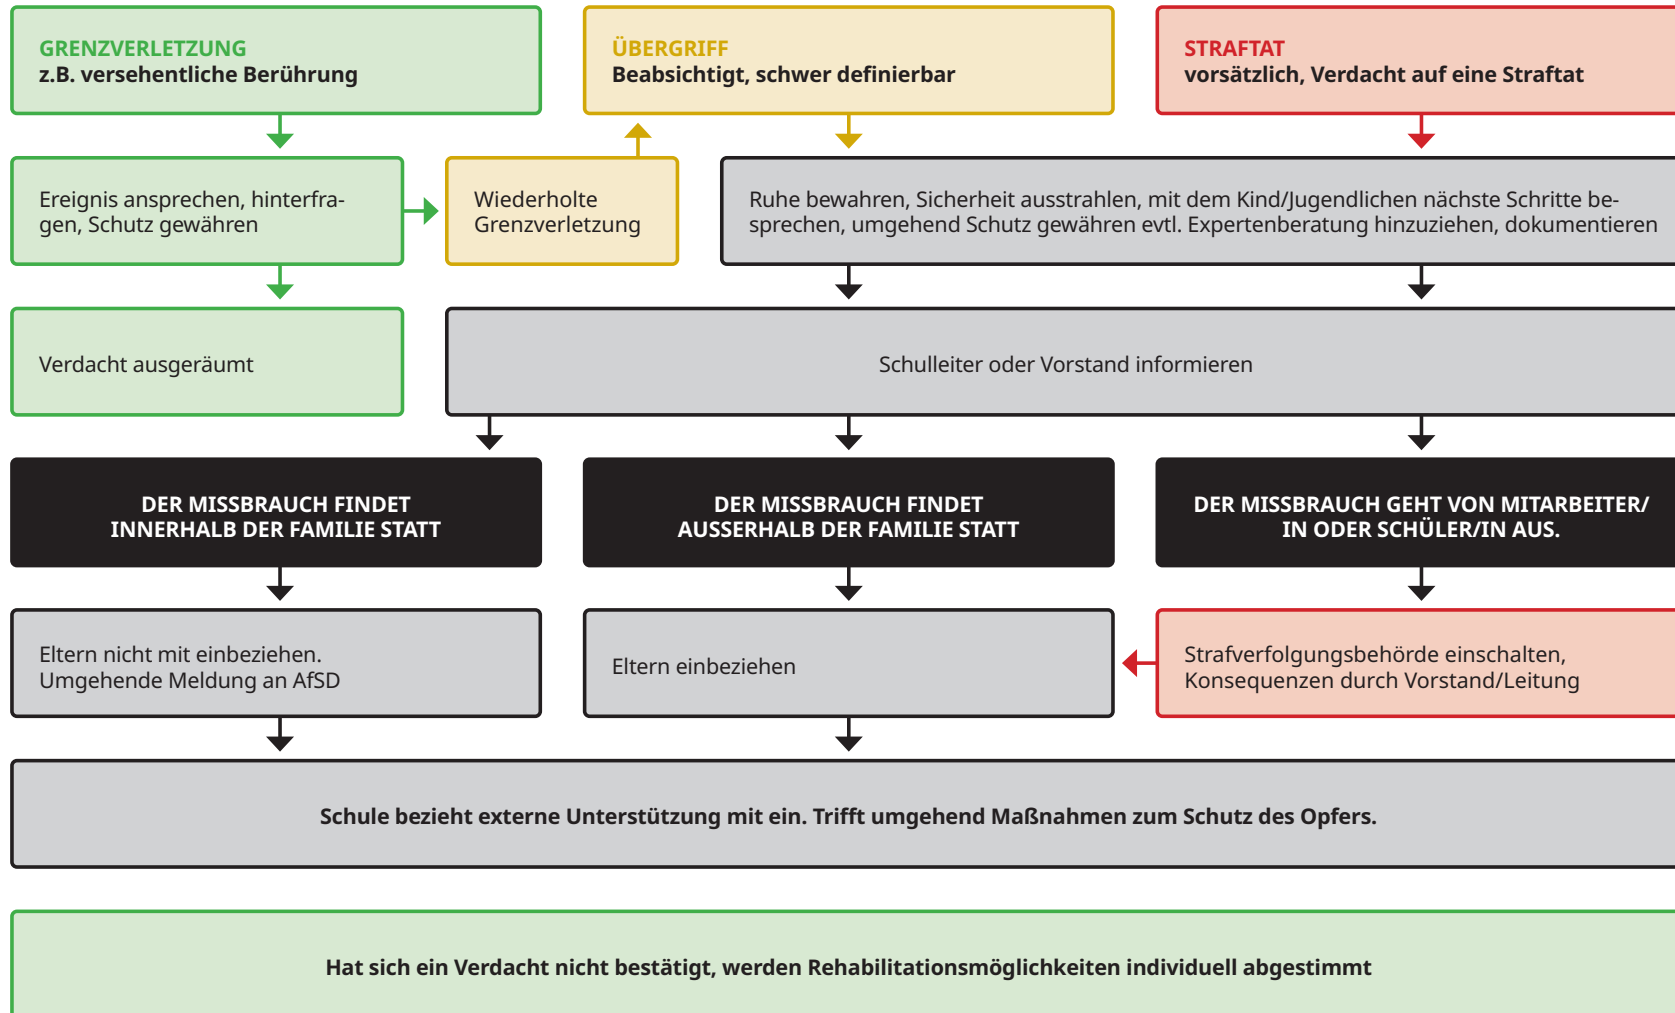 GRENZVERLETZUNG
z.B. versehentliche Berührung
ÜBERGRIFF
Beabsichtigt, schwer definierbar
STRAFTAT
vorsätzlich, Verdacht auf eine Straftat
Ereignis ansprechen, hinterfra-
gen, Schutz gewähren
Wiederholte
Grenzverletzung
Ruhe bewahren, Sicherheit ausstrahlen, mit dem Kind/Jugendlichen nächste Schritte be-
sprechen, umgehend Schutz gewähren evtl. Expertenberatung hinzuziehen, dokumentieren
Verdacht ausgeräumt
Schulleiter oder Vorstand informieren
DER MISSBRAUCH FINDET
INNERHALB DER FAMILIE STATT
DER MISSBRAUCH FINDET
AUSSERHALB DER FAMILIE STATT
DER MISSBRAUCH GEHT VON MITARBEITER/
IN ODER SCHÜLER/IN AUS.
Eltern nicht mit einbeziehen.
Umgehende Meldung an AfSD
Eltern einbeziehen
Strafverfolgungsbehörde einschalten,
Konsequenzen durch Vorstand/Leitung
Schule bezieht externe Unterstützung mit ein. Trifft umgehend Maßnahmen zum Schutz des Opfers.
Hat sich ein Verdacht nicht bestätigt, werden Rehabilitationsmöglichkeiten individuell abgestimmt